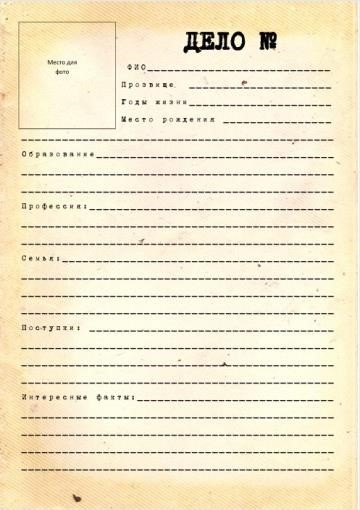 ДЕЛО №
Место для
фото
ФИО
Прозвище
Годы жизни
Место рождения
Образование
Профессия:
Семья:
Поступки:
Интересные факты: